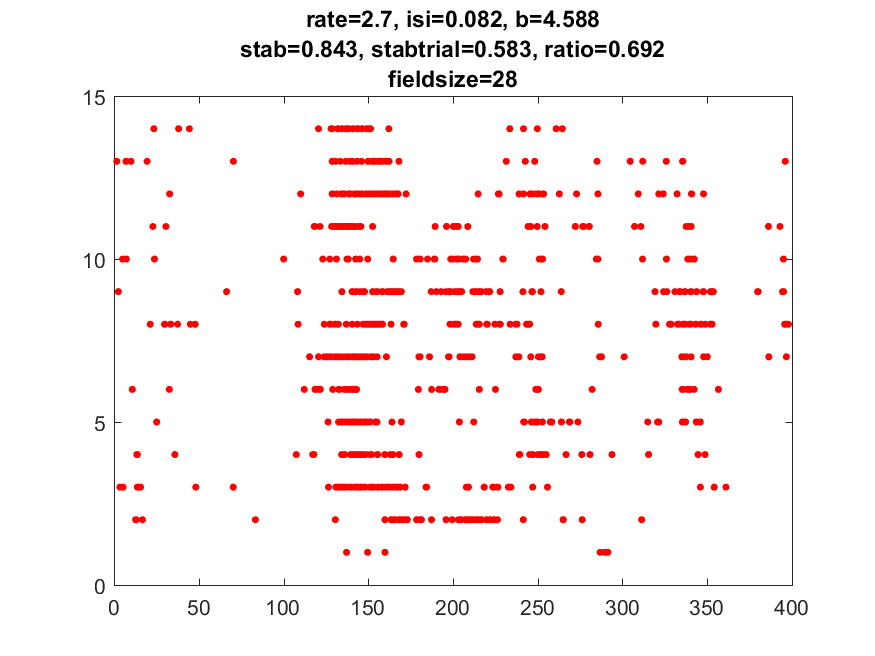 rate=2.7, isi=0.082, b=4.588
stab=0.843, stabtrial=0.583, ratio=0.692
fieldsize=28
15
10
5
0
0 50 100 150 200 250 300 350 400